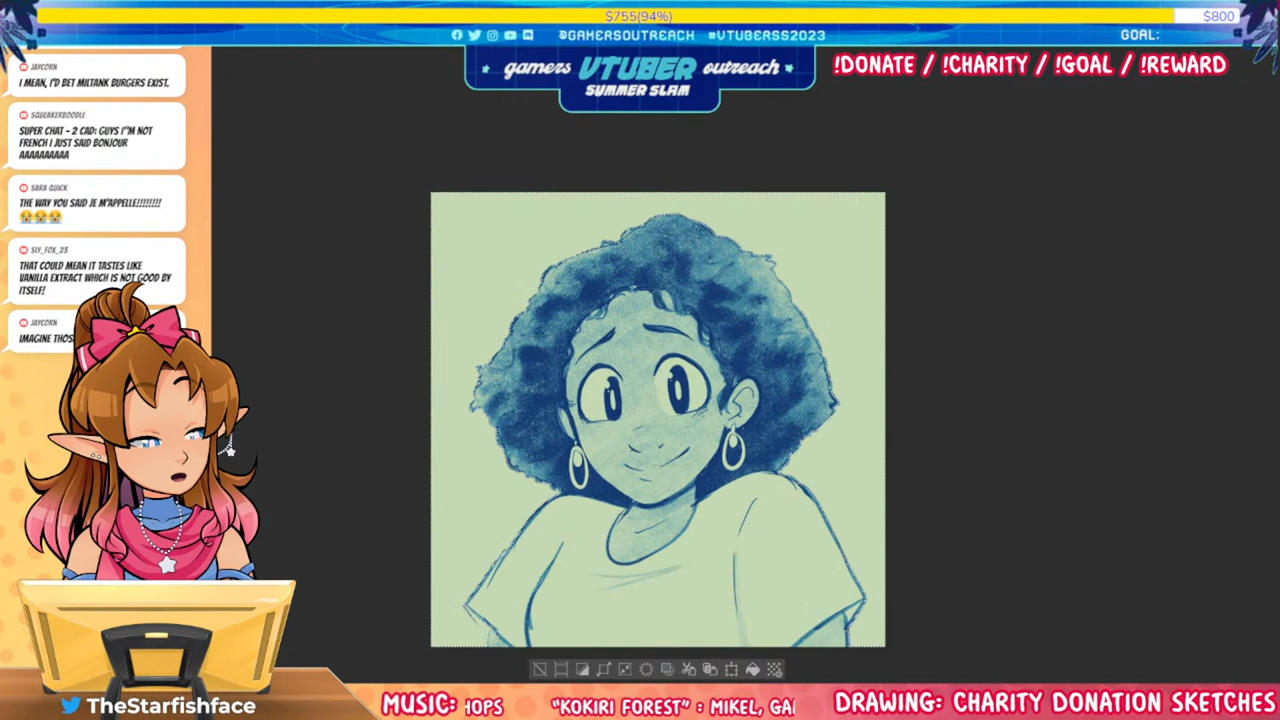 $755(94%)
$800
@GAMERSOUTREACH #VTUBERSS2023
GOAL:
gamers VTUBER outreach
SUMMER SLAM
!DONATE / !CHARITY / !GOAL / !REWARD
JAYCORN
I MEAN, I'D BET MILTANK BURGERS EXIST.
SQUEAKERBOODLE
SUPER CHAT - 2 CAD: GUYS I"M NOT
FRENCH I JUST SAID BONJOUR
AAAAAAAAAA
SARA QUICK
THE WAY YOU SAID JE M'APPELLE!!!!!!!!
SLY_FOX_23
THAT COULD MEAN IT TASTES LIKE
VANILLA EXTRACT WHICH IS NOT GOOD BY
ITSELF!
JAYCORN
IMAGINE THOS
TheStarfishface
MUSIC: HOPS "KOKIRI FOREST" : MIKEL, GA
DRAWING: CHARITY DONATION SKETCHES